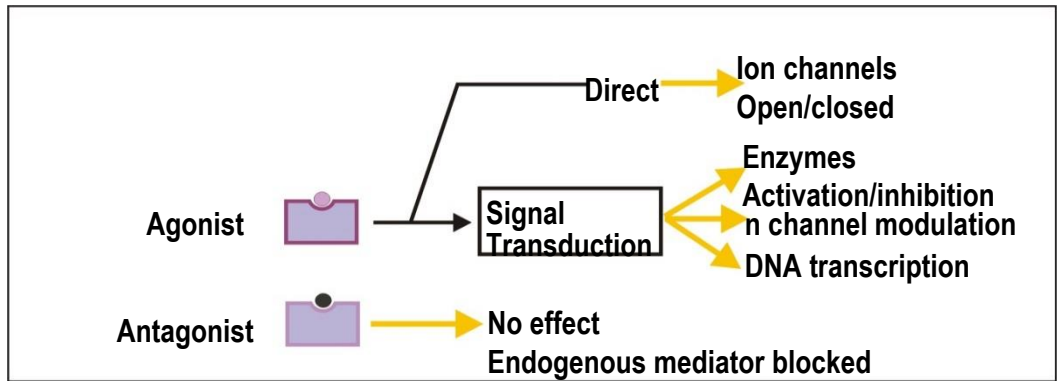 Direct
Ion channels
Open/closed
Agonist
Signal
Transduction
Enzymes
Activation/inhibition
n channel modulation
DNA transcription
Antagonist
No effect
Endogenous mediator blocked